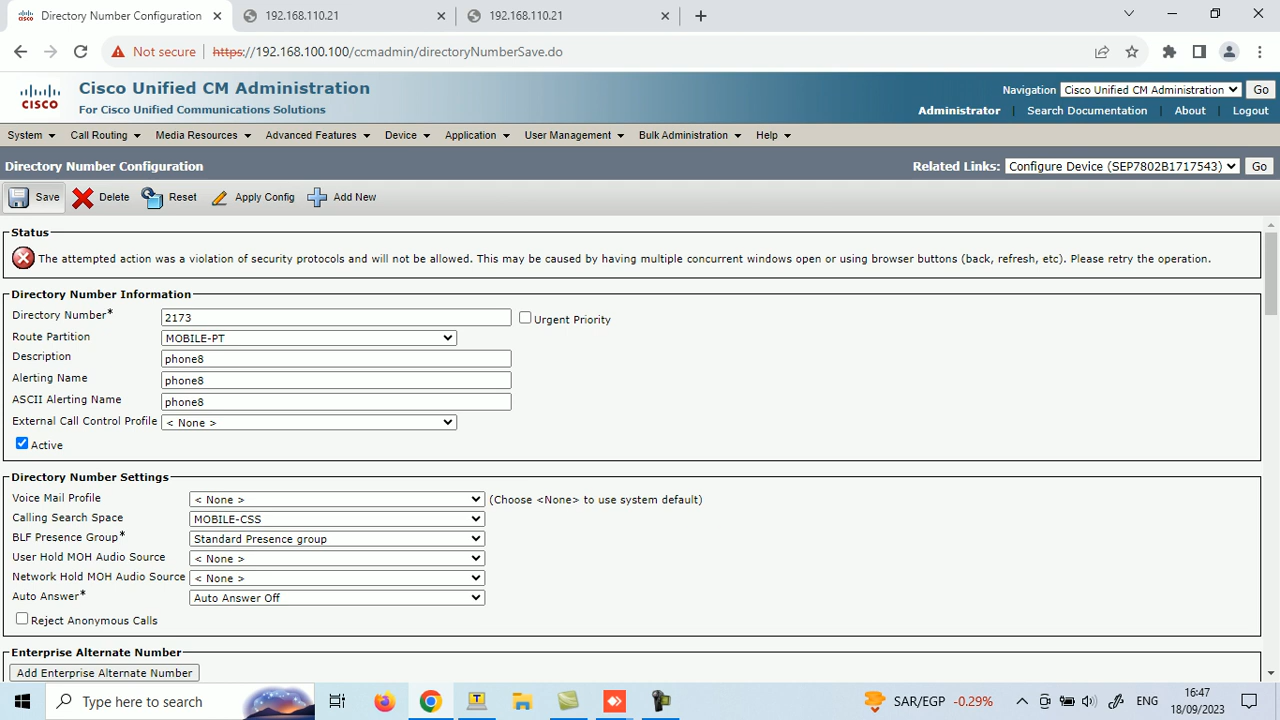 Directory Number Configuration
192.168.110.21
192.168.110.21
Not secure
https://192.168.100.100/ccmadmin/directoryNumberSave.do
CISCO
Cisco Unified CM Administration
For Cisco Unified Communications Solutions
Navigation Cisco Unified CM Administration Go
Administrator | Search Documentation | About | Logout
System Call Routing Media Resources Advanced Features Device Application User Management Bulk Administration Help
Directory Number Configuration
Related Links: Configure Device (SEP7802B1717543) Go
Save Delete Reset Apply Config Add New
Status
The attempted action was a violation of security protocols and will not be allowed. This may be caused by having multiple concurrent windows open or using browser buttons (back, refresh, etc). Please retry the operation.
Directory Number Information
Directory Number* 2173 Urgent Priority
Route Partition MOBILE-PT
Description phone8
Alerting Name phone8
ASCII Alerting Name phone8
External Call Control Profile < None >
Active
Directory Number Settings
Voice Mail Profile < None > (Choose <None> to use system default)
Calling Search Space MOBILE-CSS
BLF Presence Group* Standard Presence group
User Hold MOH Audio Source < None >
Network Hold MOH Audio Source < None >
Auto Answer* Auto Answer Off
Reject Anonymous Calls
Enterprise Alternate Number
Add Enterprise Alternate Number
Type here to search
SAR/EGP -0.29%
ENG
16:47
18/09/2023